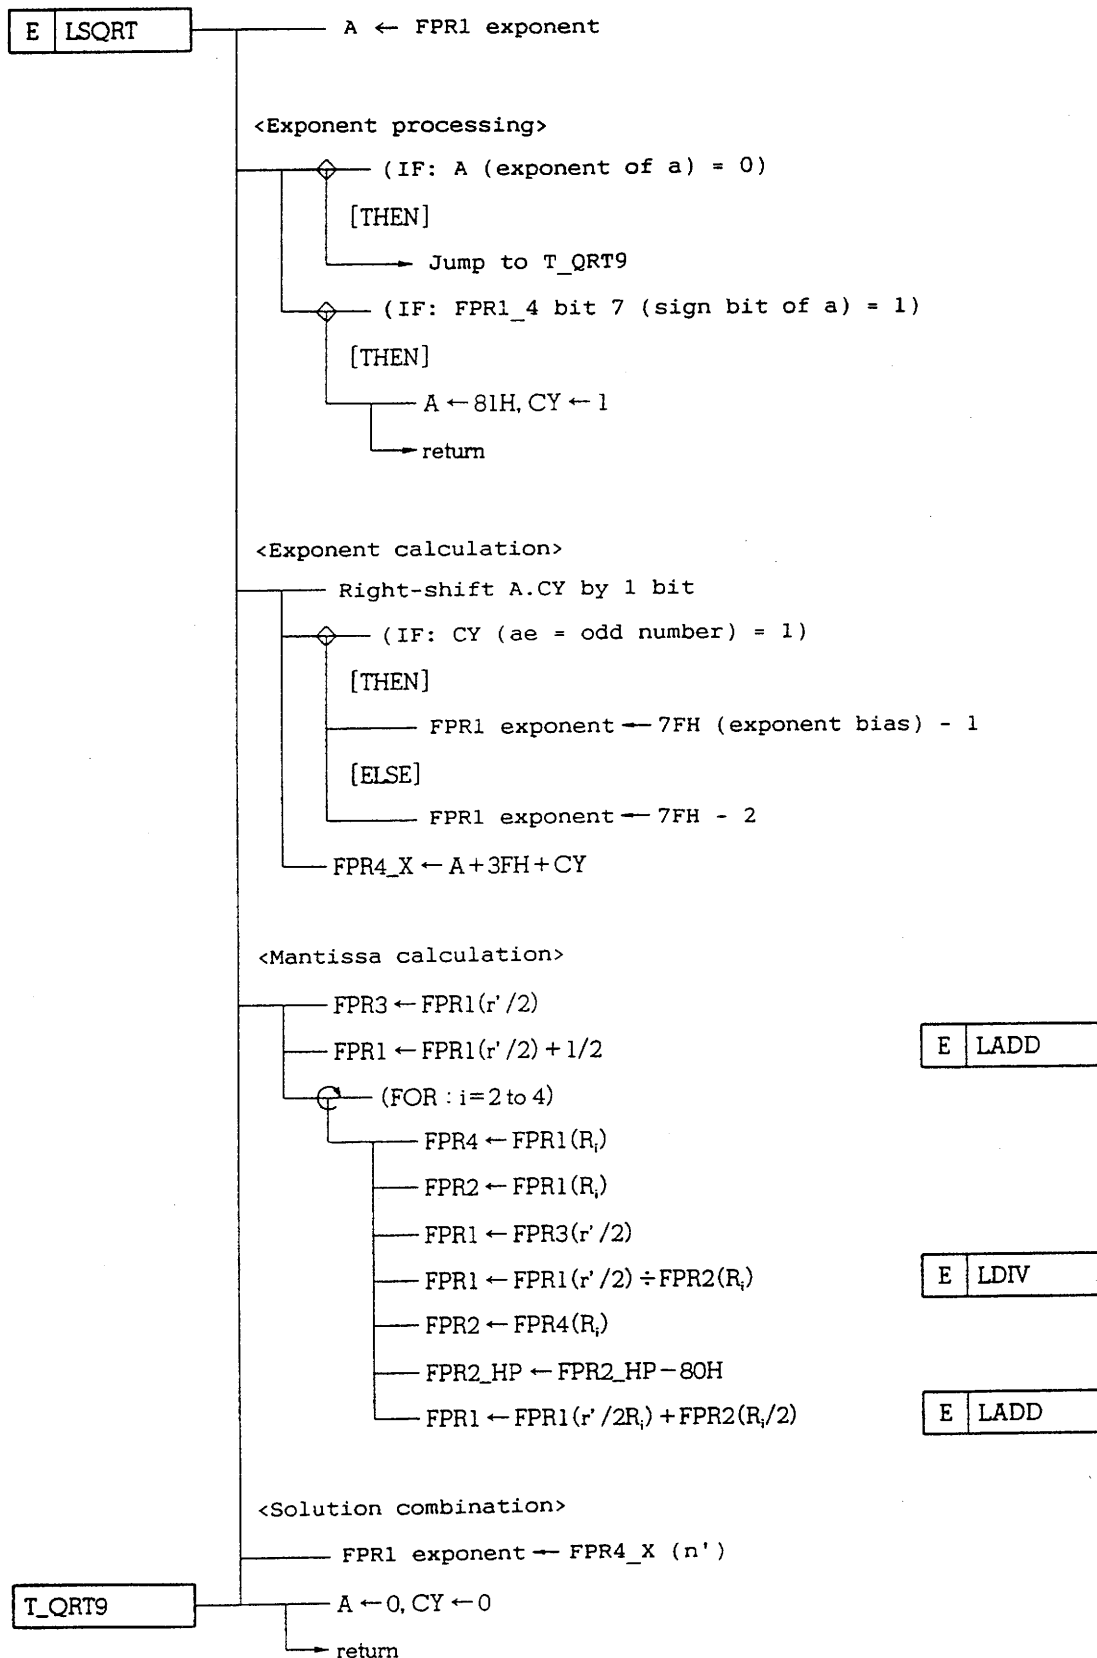 E LSQRT A ← FPR1 exponent
<Exponent processing>
(IF: A (exponent of a) = 0)
[THEN]
Jump to T_QRT9
(IF: FPR1_4 bit 7 (sign bit of a) = 1)
[THEN]
A ← 81H, CY ← 1
return
<Exponent calculation>
Right-shift A.CY by 1 bit
(IF: CY (ae = odd number) = 1)
[THEN]
FPR1 exponent ← 7FH (exponent bias) - 1
[ELSE]
FPR1 exponent ← 7FH - 2
FPR4_X ← A+3FH+CY
<Mantissa calculation>
FPR3 ← FPR1(r'/2)
FPR1 ← FPR1(r'/2)+1/2 E LADD
(FOR : i=2 to 4)
FPR4 ← FPR1(Ri)
FPR2 ← FPR1(Ri)
FPR1 ← FPR3(r'/2)
FPR1 ← FPR1(r'/2)÷FPR2(Ri) E LDIV
FPR2 ← FPR4(Ri)
FPR2_HP ← FPR2_HP−80H
FPR1 ← FPR1(r'/2Ri)+FPR2(Ri/2) E LADD
<Solution combination>
FPR1 exponent ← FPR4_X (n')
T_QRT9 A ← 0, CY ← 0
return